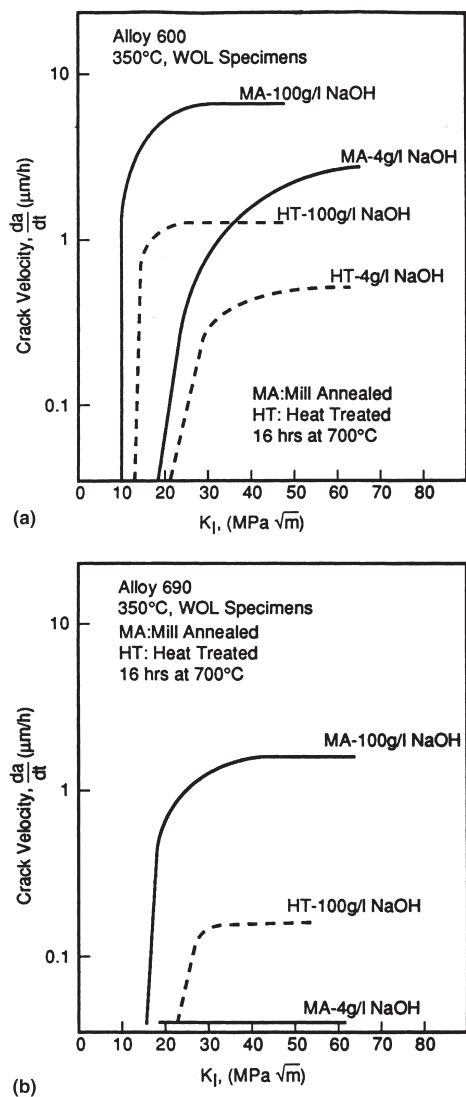 Alloy 600
350°C, WOL Specimens
10
MA-100g/l NaOH
MA-4g/l NaOH
HT-100g/l NaOH
1
HT-4g/l NaOH
Crack Velocity, da/dt (μm/h)
MA:Mill Annealed
HT: Heat Treated
16 hrs at 700°C
0.1
0 10 20 30 40 50 60 70 80
(a)
K_I, (MPa √m)
Alloy 690
350°C, WOL Specimens
MA:Mill Annealed
HT: Heat Treated
16 hrs at 700°C
10
MA-100g/l NaOH
1
Crack Velocity, da/dt (μm/h)
HT-100g/l NaOH
0.1
MA-4g/l NaOH
0 10 20 30 40 50 60 70 80
K_I, (MPa √m)
(b)